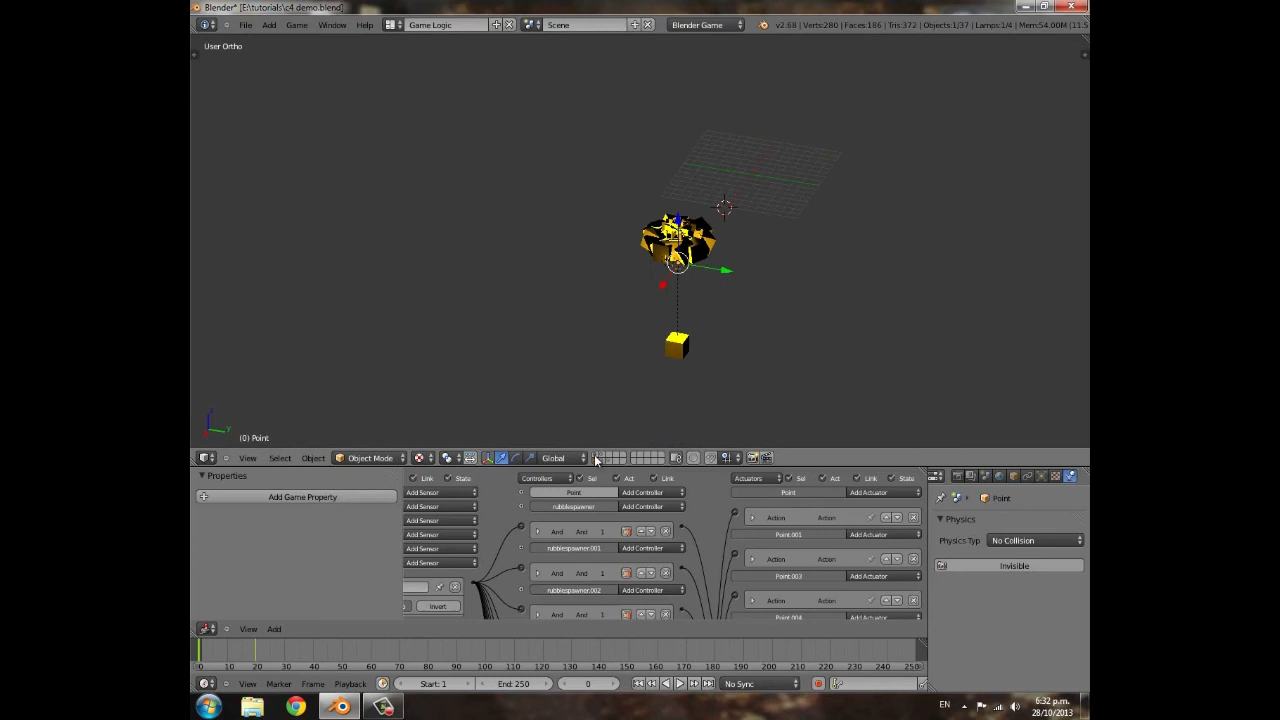 Blender* [E:\tutorials\c4 demo.blend]
File Add Game Window Help Game Logic Scene Blender Game v2.68 | Verts:280 | Faces:186 | Tris:372 | Objects:1/37 | Lamps:1/4 | Mem:54.00M (11.5
User Ortho
(0) Point
View Select Object Object Mode Global
Properties
Add Game Property
Link State
Add Sensor
Add Sensor
Add Sensor
Add Sensor
Add Sensor
Add Sensor
Invert
Controllers Sel Act Link
Point Add Controller
rubblespawner Add Controller
And And 1
rubblespawner.001 Add Controller
And And 1
rubblespawner.002 Add Controller
And And 1
Actuators Sel Act Link State
Point Add Actuator
Action Action
Point.001 Add Actuator
Action Action
Point.003 Add Actuator
Action Action
Point.004 Add Actuator
Point
Physics
Physics Typ No Collision
Invisible
View Add
0 10 20 30 40 50 60 70 80 90 100 110 120 130 140 150 160 170 180 190 200 210 220 230 240 250
View Marker Frame Playback Start: 1 End: 250 0 No Sync
EN 6:32 p.m.
28/10/2013